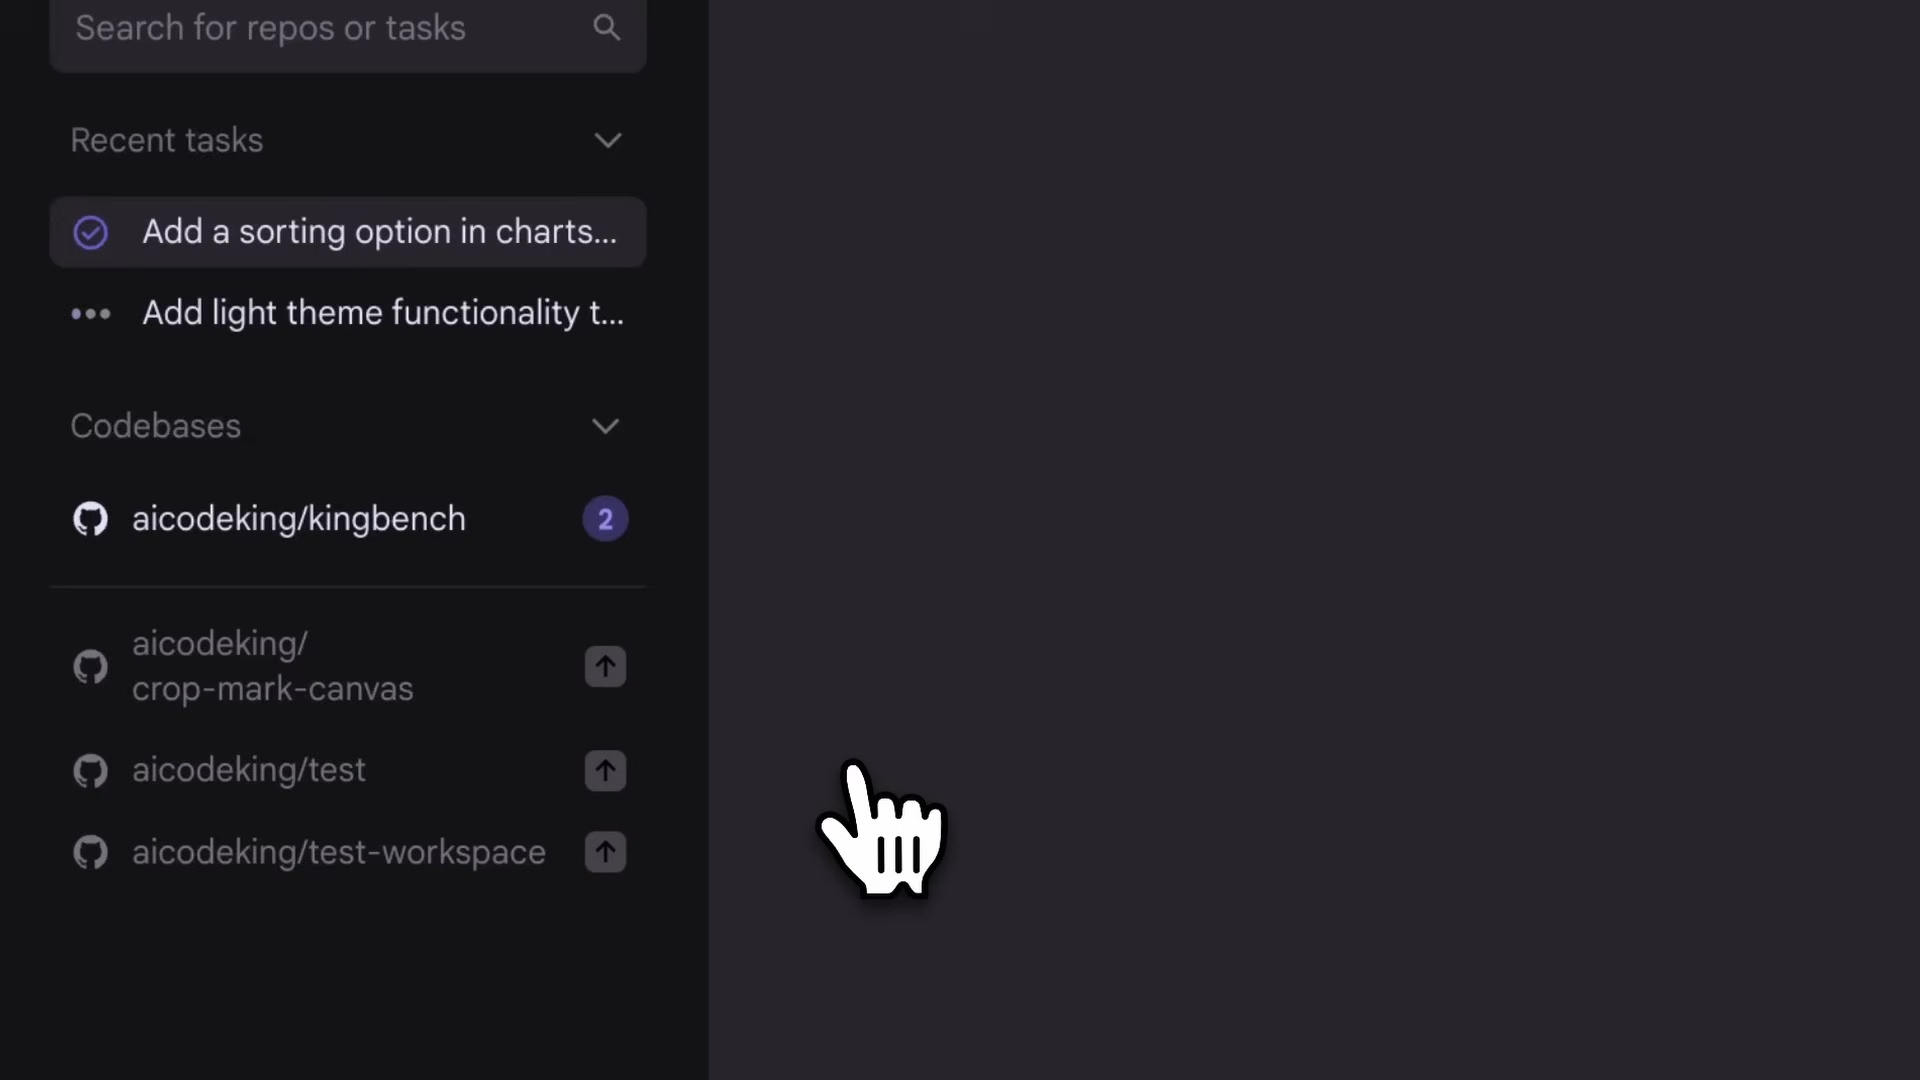 Search for repos or tasks
Recent tasks
Add a sorting option in charts...
Add light theme functionality t...
Codebases
aicodeking/kingbench
2
aicodeking/
crop-mark-canvas
aicodeking/test
aicodeking/test-workspace